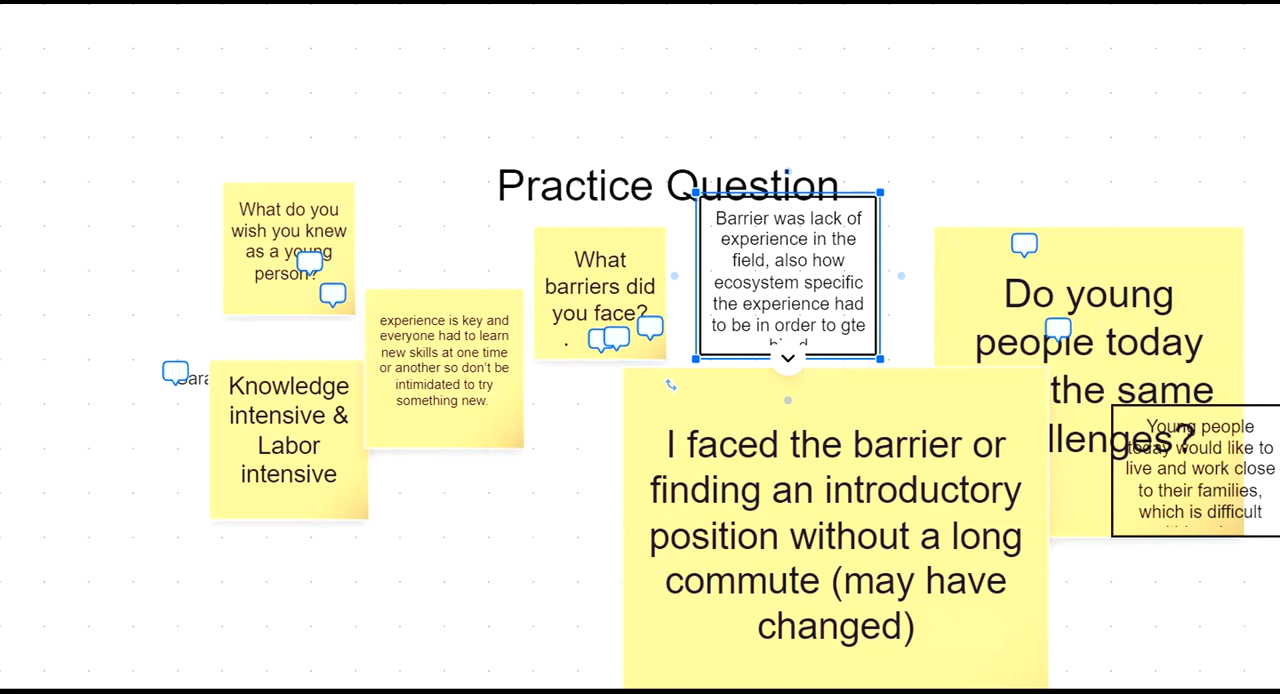 Practice Question
What do you
wish you knew
as a young
person?
experience is key and
everyone had to learn
new skills at one time
or another so don't be
intimidated to try
something new.
Knowledge
intensive &
Labor
intensive
What
barriers did
you face?
Barrier was lack of
experience in the
field, also how
ecosystem specific
the experience had
to be in order to gte
I faced the barrier or
finding an introductory
position without a long
commute (may have
changed)
Do young
people today
the same
llenges?
Young people
today would like to
live and work close
to their families,
which is difficult